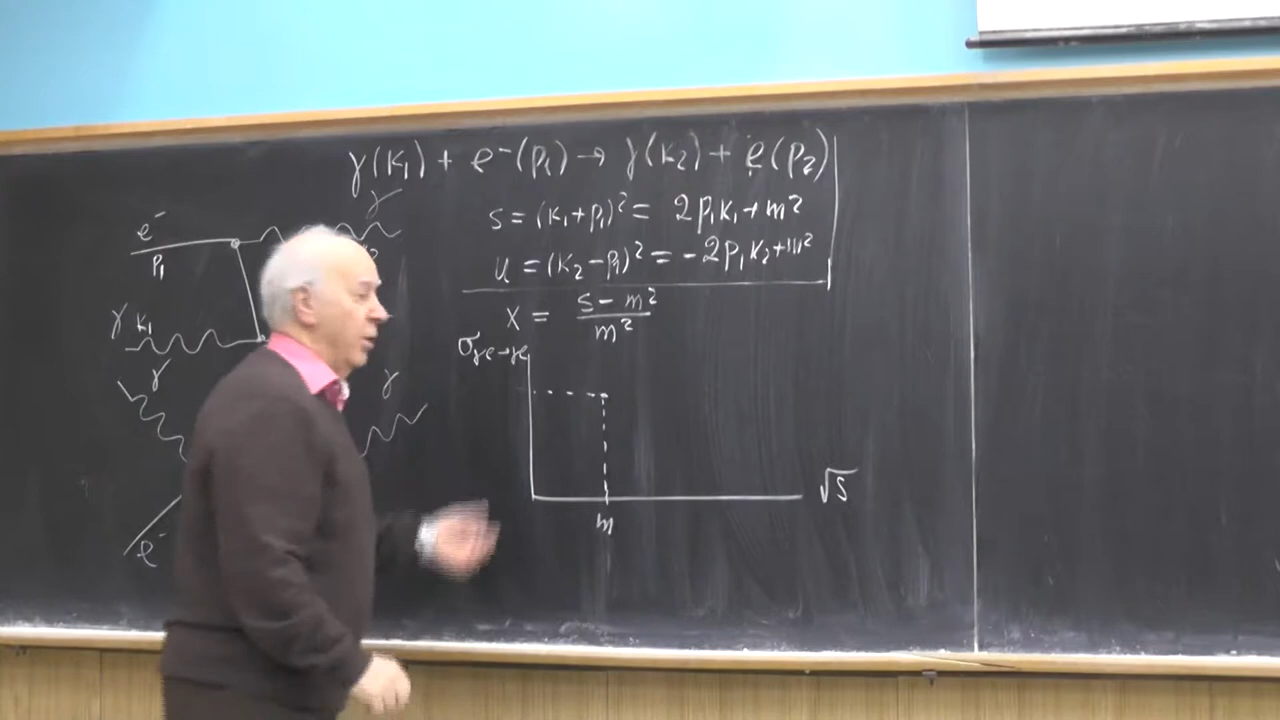 γ(k₁) + e⁻(p₁) → γ(k₂) + e(p₂)
s = (k₁+p₁)² = 2p₁k₁+m²
u = (k₂-p₁)² = -2p₁k₂+m²
x = (s-m²)/m²
e⁻
p₁
γ
γ k₁
γ
γ
e⁻
σγe→γe
m
√s